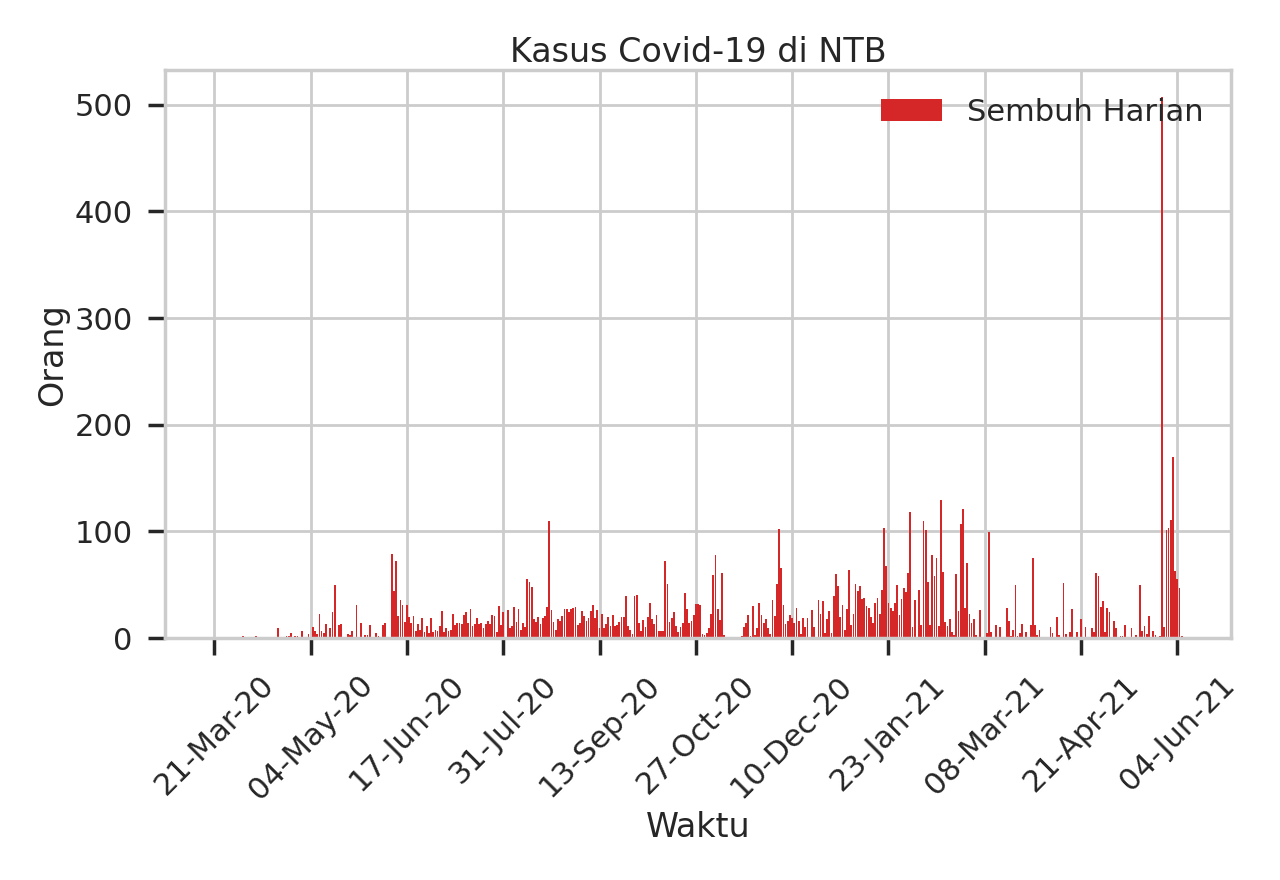 Kasus Covid-19 di NTB
Sembuh Harian
Orang
500
400
300
200
100
0
21-Mar-20
04-May-20
17-Jun-20
31-Jul-20
13-Sep-20
27-Oct-20
10-Dec-20
23-Jan-21
08-Mar-21
21-Apr-21
04-Jun-21
Waktu